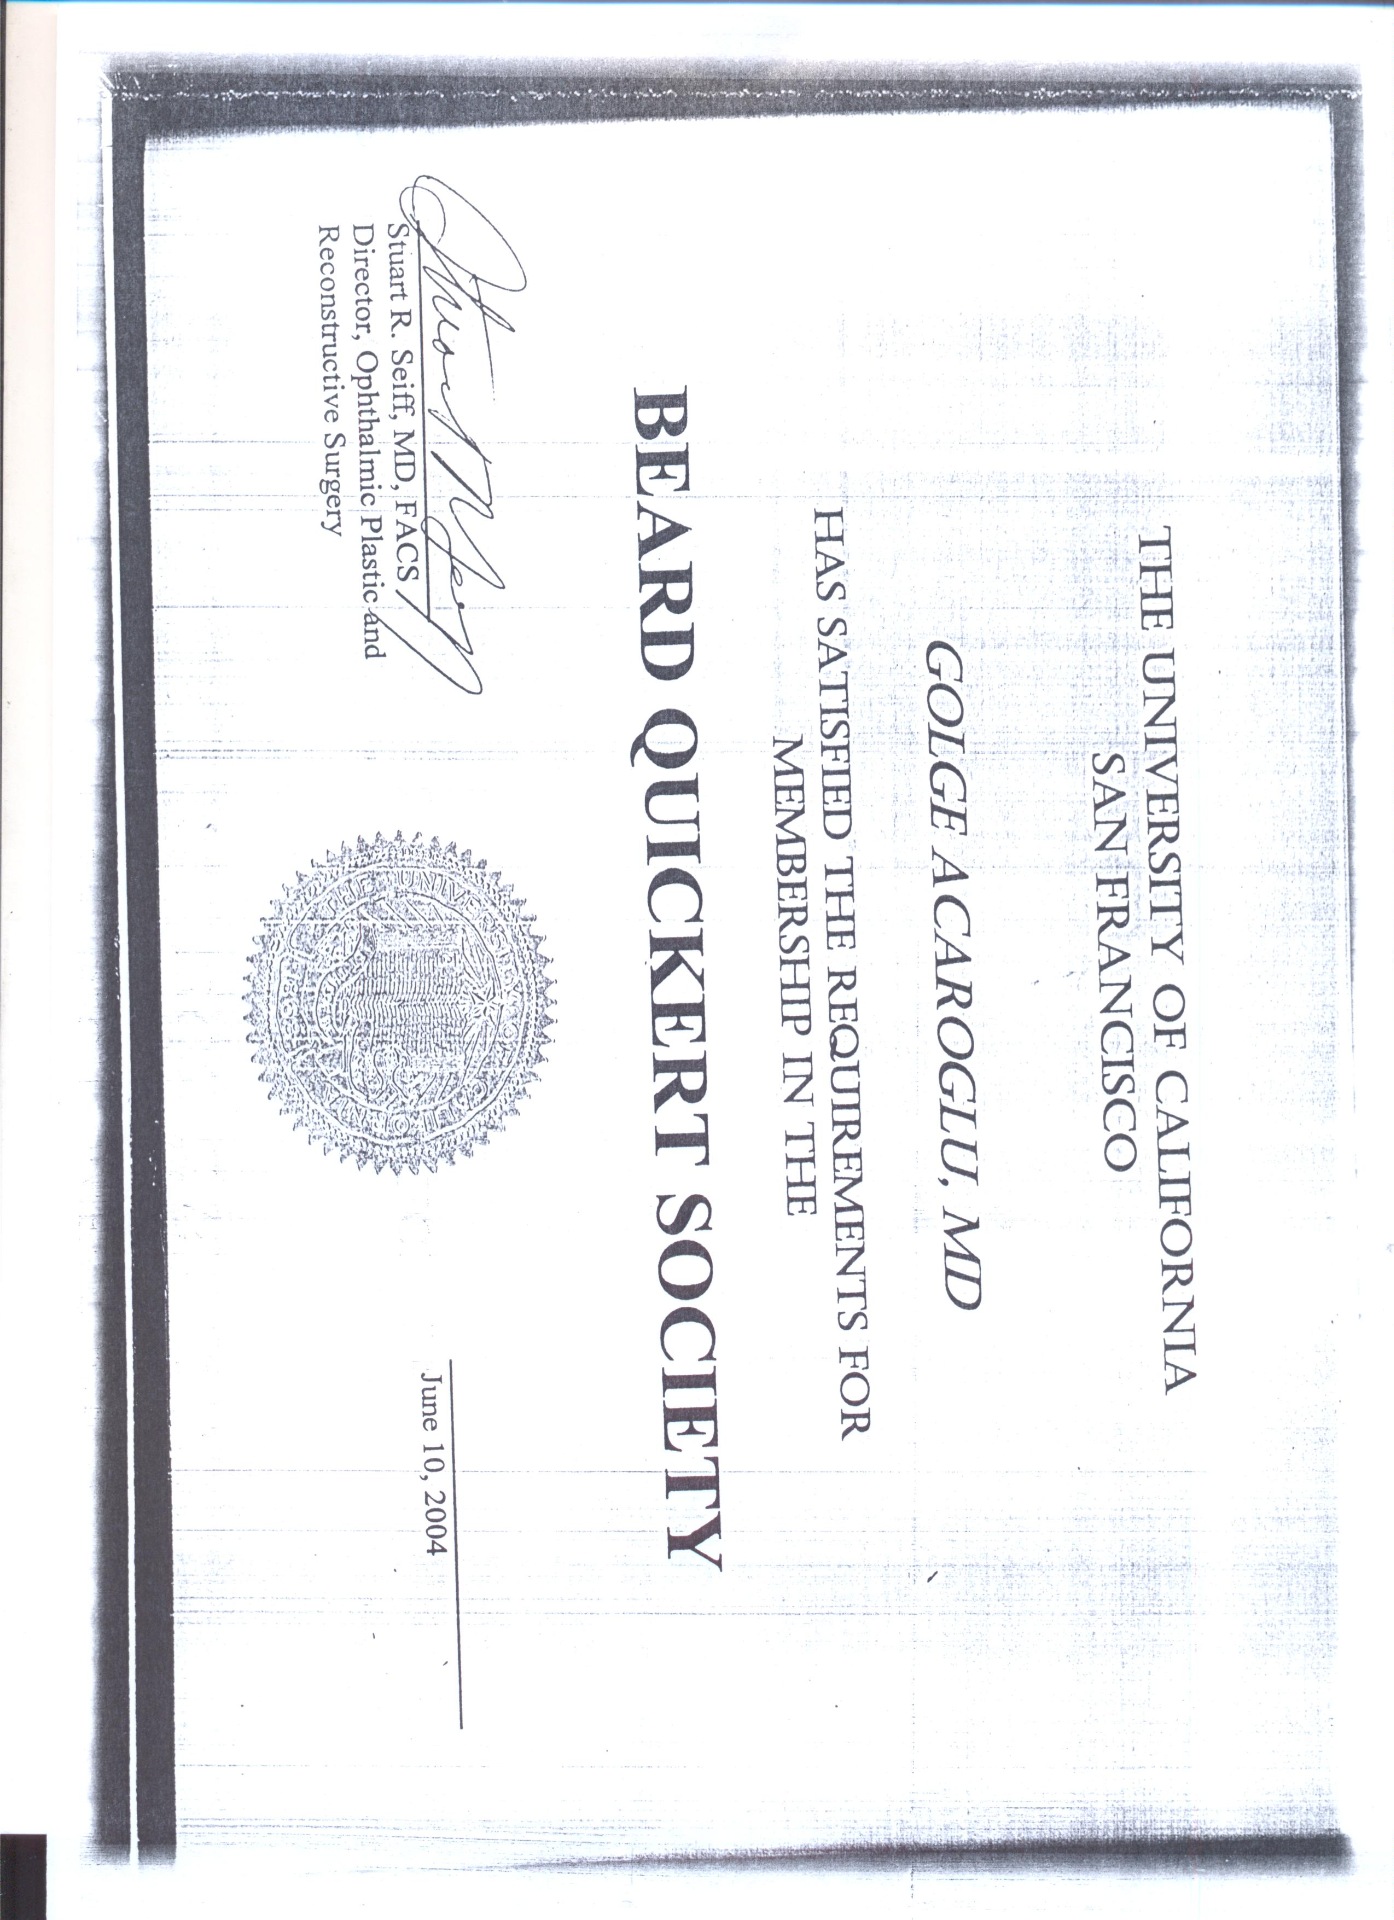 THE UNIVERSITY OF CALIFORNIA
SAN FRANCISCO
GOLGE ACAROGLU, MD
HAS SATISFIED THE REQUIREMENTS FOR
MEMBERSHIP IN THE
BEARD QUICKERT SOCIETY
Stuart R. Seiff, MD, FACS
Director, Ophthalmic Plastic and
Reconstructive Surgery
June 10, 2004